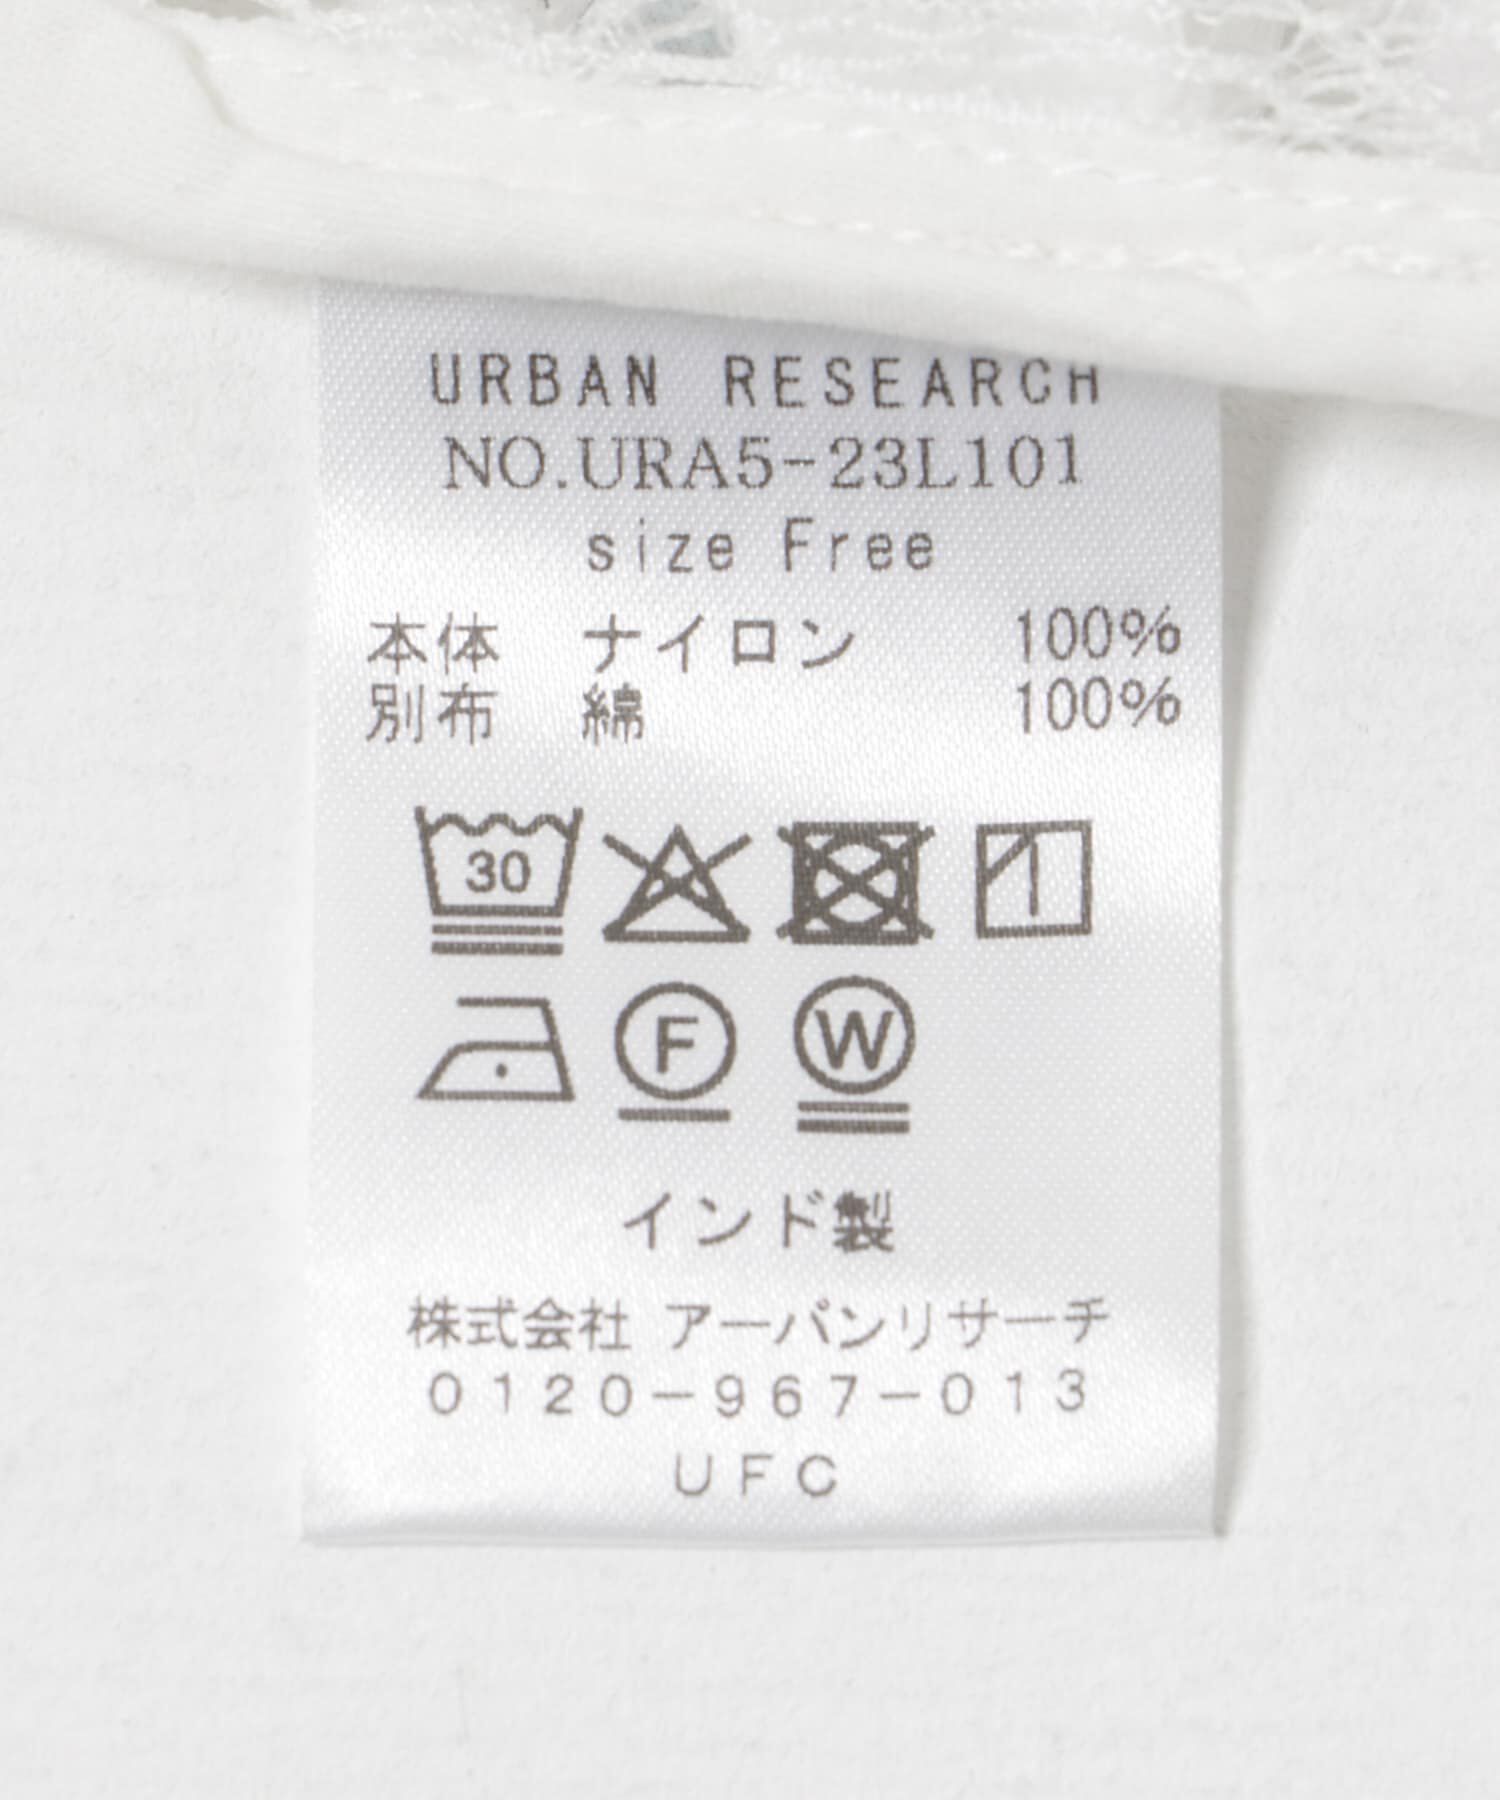 URBAN RESEARCH
NO.URA5-23L101
size Free
本体 ナイロン 100%
別布 綿 100%
30
F W
インド製
株式会社 アーバンリサーチ
0120-967-013
UFC